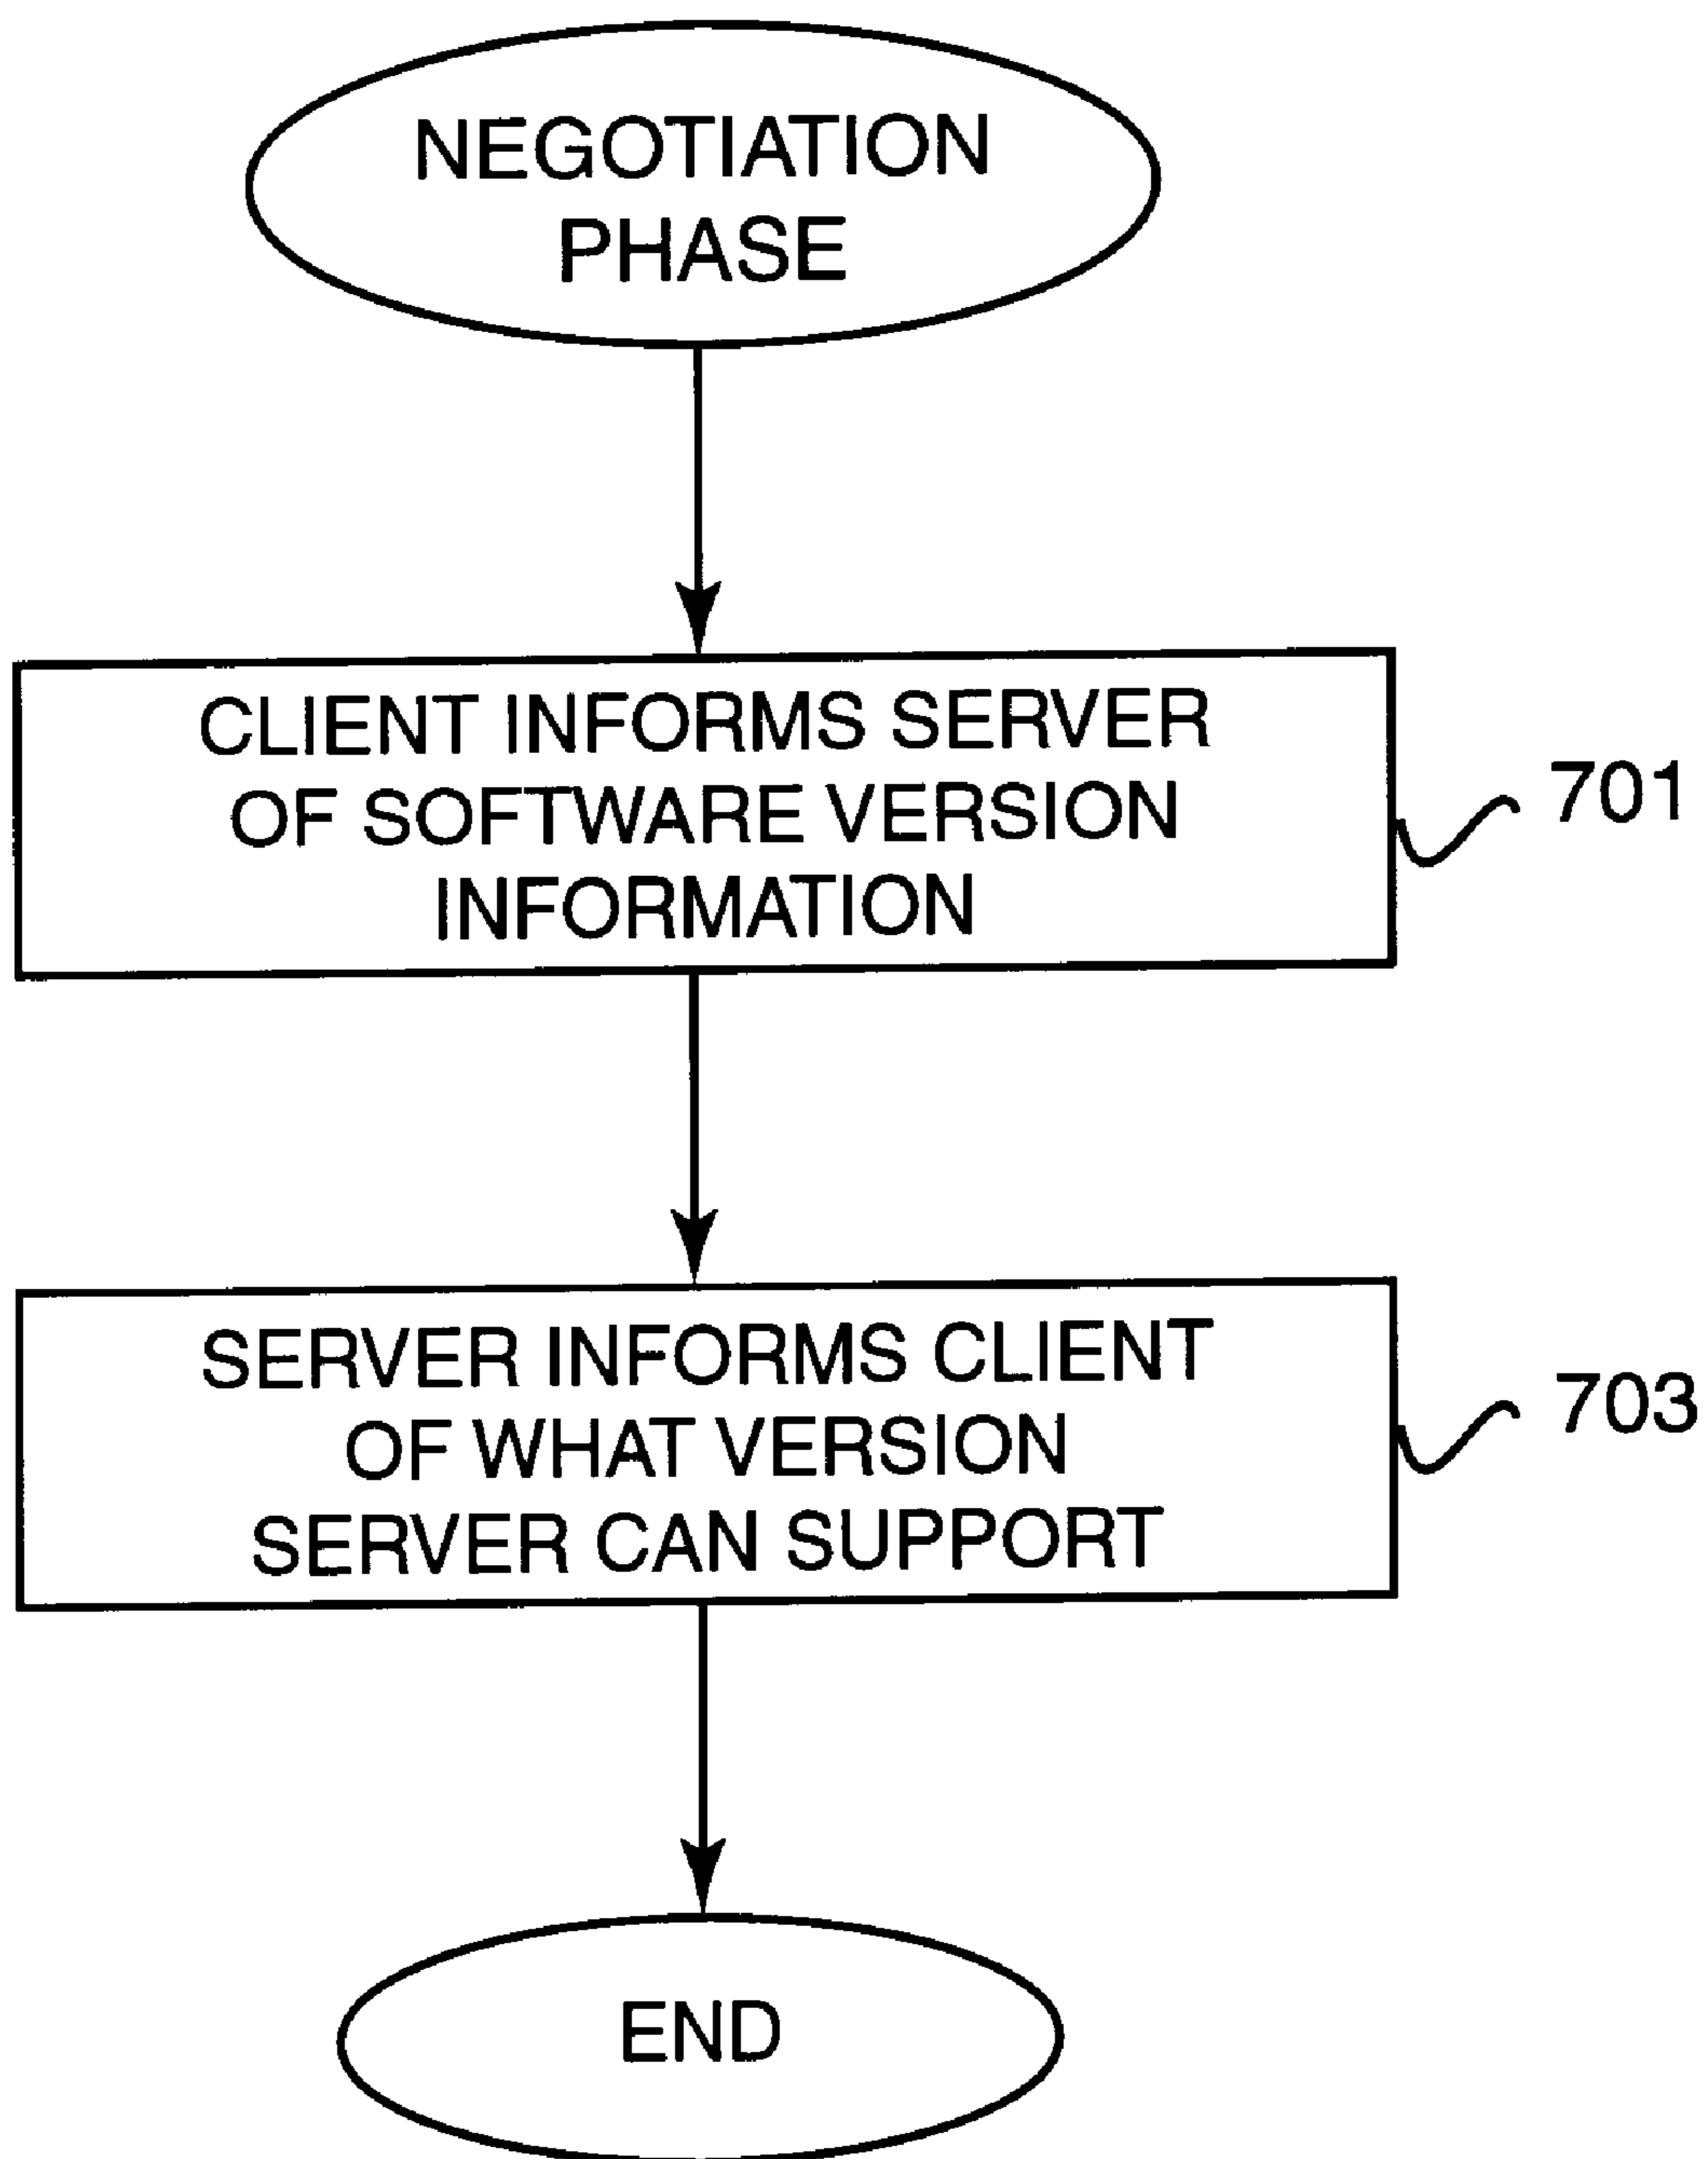 NEGOTIATION
PHASE
CLIENT INFORMS SERVER
OF SOFTWARE VERSION
INFORMATION
701
SERVER INFORMS CLIENT
OF WHAT VERSION
SERVER CAN SUPPORT
703
END